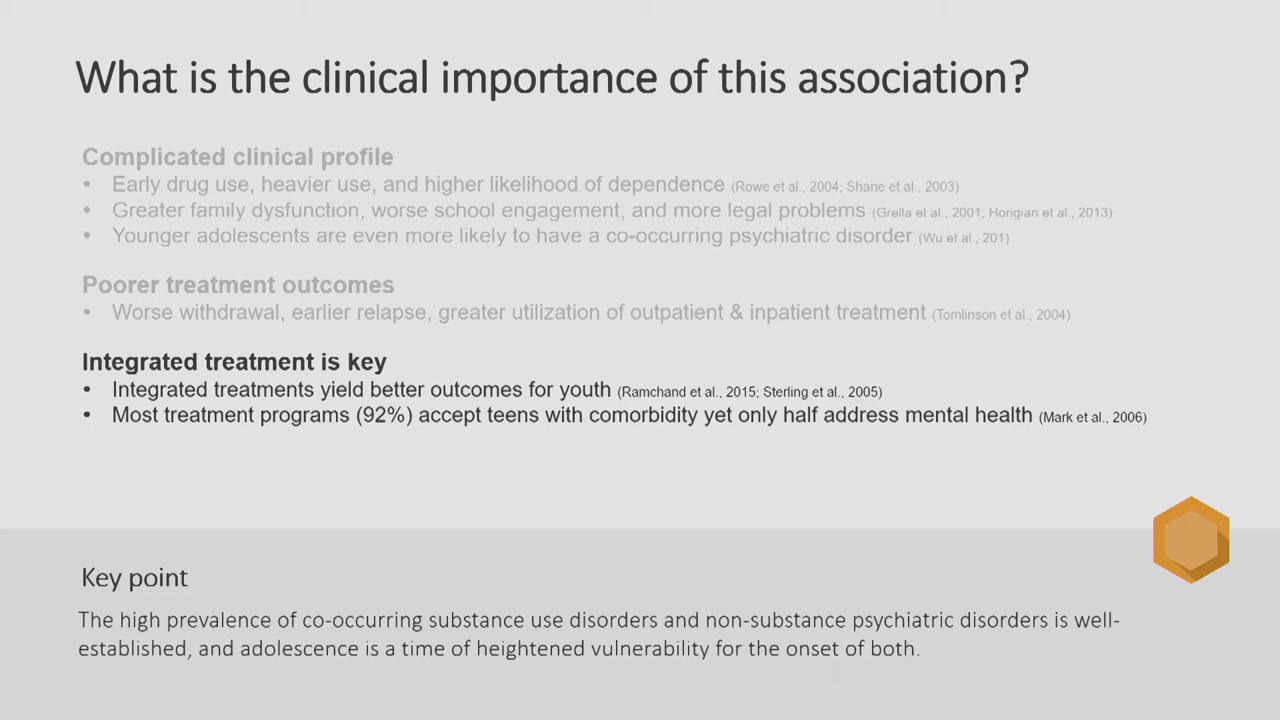 What is the clinical importance of this association?
Complicated clinical profile
• Early drug use, heavier use, and higher likelihood of dependence (Rowe et al., 2004; Shane et al., 2003)
• Greater family dysfunction, worse school engagement, and more legal problems (Grella et al., 2001; Horigian et al., 2013)
• Younger adolescents are even more likely to have a co-occurring psychiatric disorder (Wu et al., 201)
Poorer treatment outcomes
• Worse withdrawal, earlier relapse, greater utilization of outpatient & inpatient treatment (Tomlinson et al., 2004)
Integrated treatment is key
• Integrated treatments yield better outcomes for youth (Ramchand et al., 2015; Sterling et al., 2005)
• Most treatment programs (92%) accept teens with comorbidity yet only half address mental health (Mark et al., 2006)
Key point
The high prevalence of co-occurring substance use disorders and non-substance psychiatric disorders is well-
established, and adolescence is a time of heightened vulnerability for the onset of both.